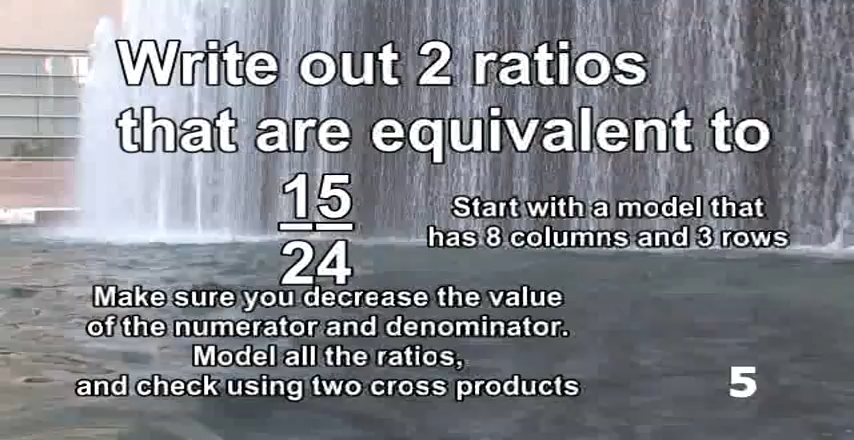 Write out 2 ratios
that are equivalent to
15
24
Start with a model that
has 8 columns and 3 rows
Make sure you decrease the value
of the numerator and denominator.
Model all the ratios,
and check using two cross products
5